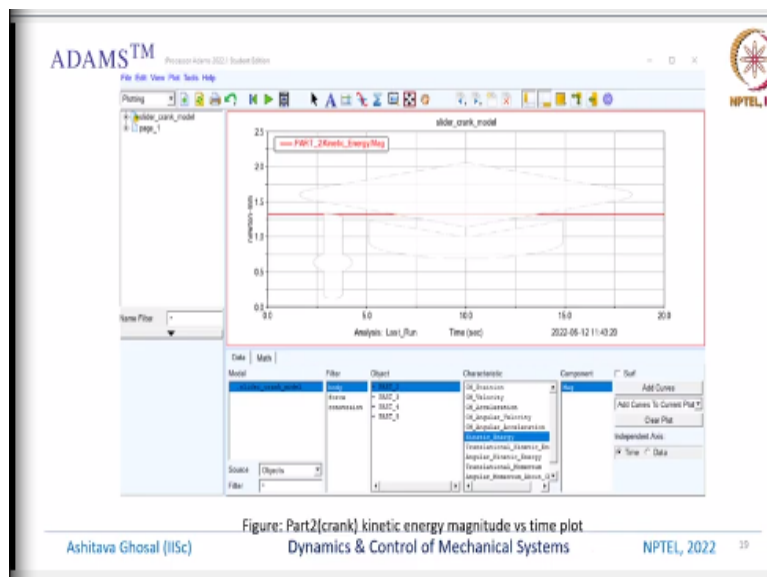 ADAMS™
Processor Adams 2022.1 Student Edition
File Edit View Plot Tools Help
NPTEL,
Plotting
slider_crank_model
page_1
slider_crank_model
2.5
PART_2.Kinetic_Energy.Mag
2.0
1.5
1.0
0.5
0.0
0.0 5.0 10.0 15.0 20.0
Analysis: Last_Run Time (sec) 2022-05-12 11:43:20
Name Filter *
Data Math
Model Filter Object Characteristic Component Surf
slider_crank_model body + PART_2 CM_Position Mag Add Curves
force + PART_3 CM_Velocity
constraint + PART_4 CM_Acceleration Add Curves To Current Plot
+ PART_5 CM_Angular_Velocity
CM_Angular_Acceleration Clear Plot
Kinetic_Energy Independent Axis:
Translational_Kinetic_En
Angular_Kinetic_Energy Time Data
Source Objects Translational_Momentum
Filter * Angular_Momentum_About_C
Figure: Part2(crank) kinetic energy magnitude vs time plot
Ashitava Ghosal (IISc) Dynamics & Control of Mechanical Systems NPTEL, 2022 19